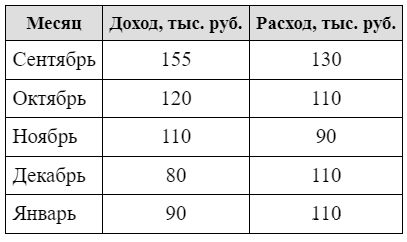 Месяц Доход, тыс. руб. Расход, тыс. руб.
Сентябрь 155 130
Октябрь 120 110
Ноябрь 110 90
Декабрь 80 110
Январь 90 110